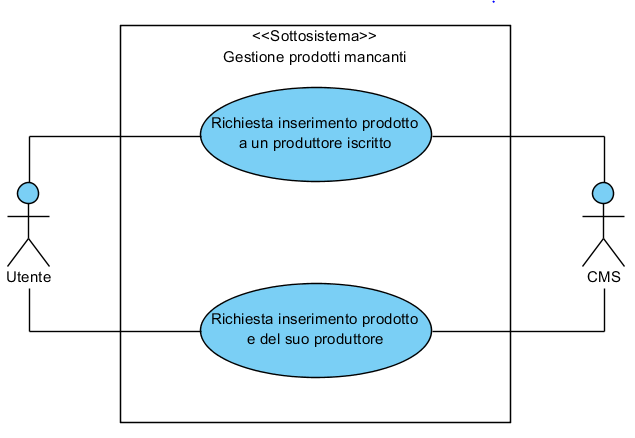 <<Sottosistema>>
Gestione prodotti mancanti
Richiesta inserimento prodotto
a un produttore iscritto
Utente
CMS
Richiesta inserimento prodotto
e del suo produttore